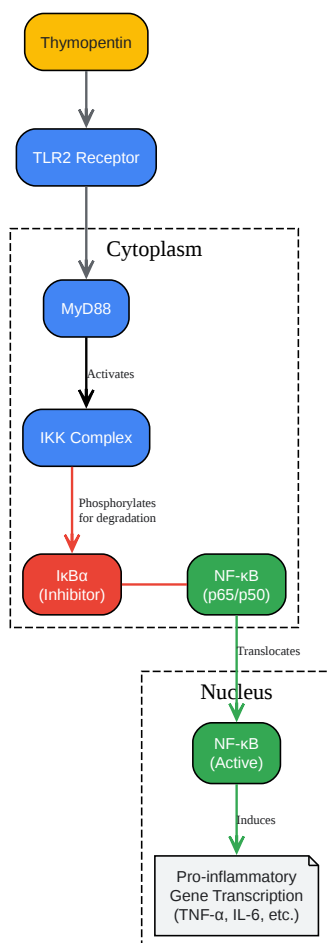 Thymopentin
TLR2 Receptor
Cytoplasm
MyD88
Activates
IKK Complex
Phosphorylates
for degradation
IκBα
(Inhibitor)
NF-κB
(p65/p50)
Translocates
Nucleus
NF-κB
(Active)
Induces
Pro-inflammatory
Gene Transcription
(TNF-α, IL-6, etc.)